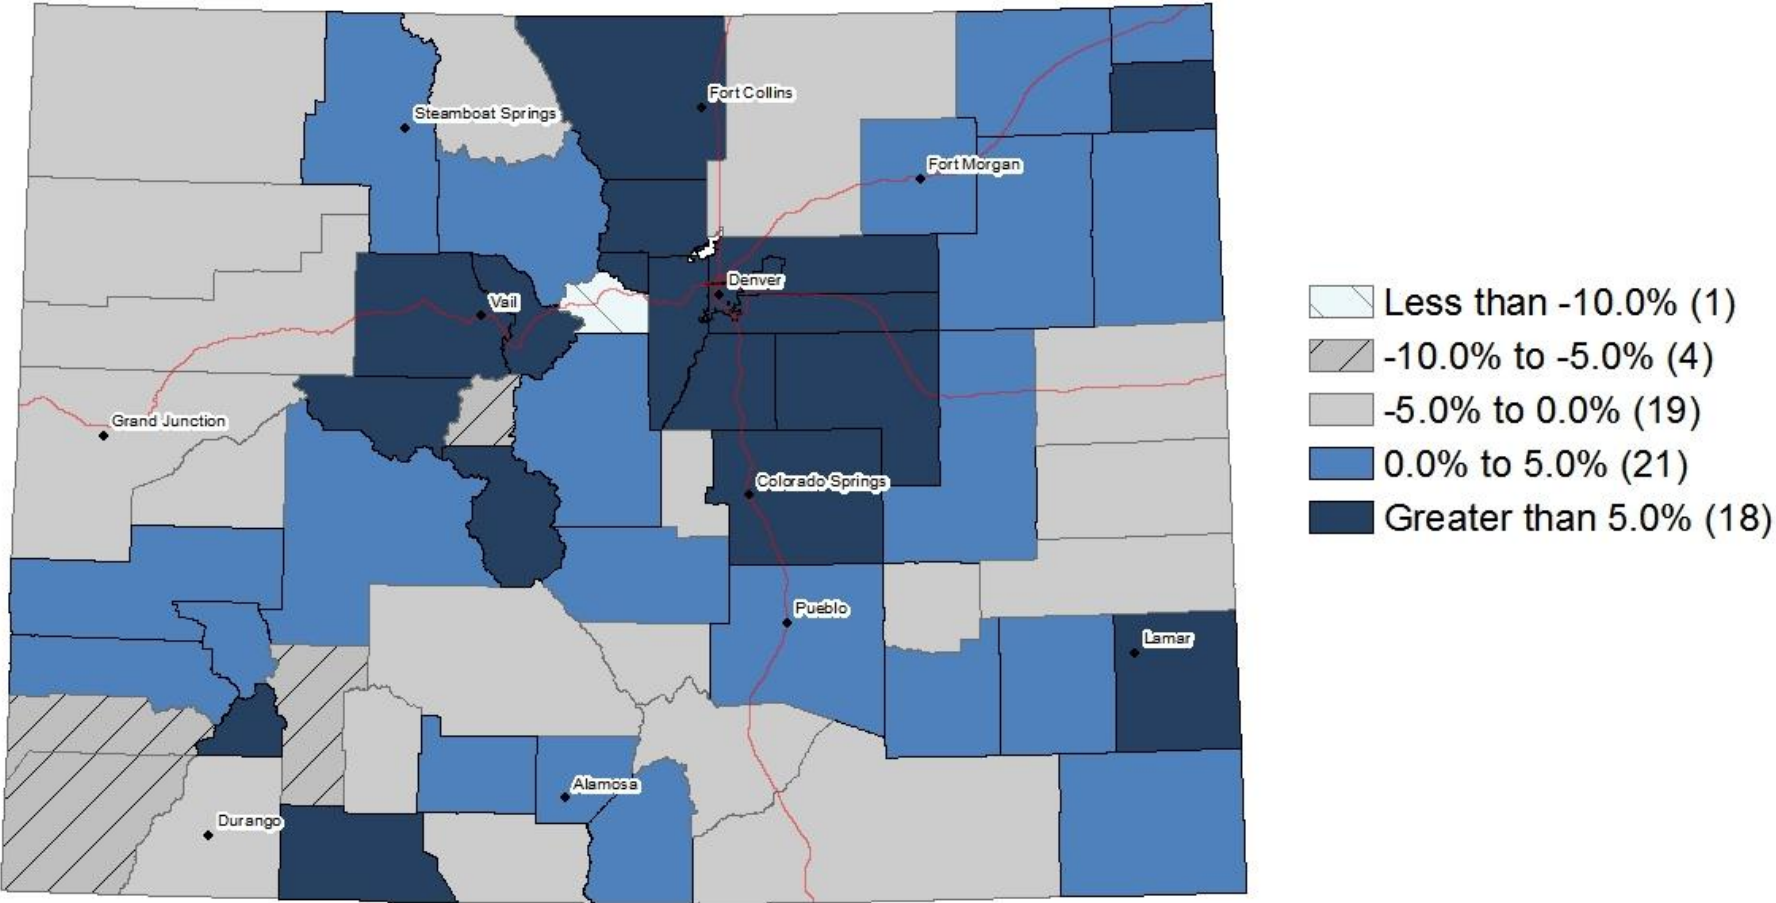 Fort Collins
Steamboat Springs
Fort Morgan
Denver
Vail
Grand Junction
Colorado Springs
Pueblo
Lamar
Alamosa
Durango
Less than -10.0% (1)
-10.0% to -5.0% (4)
-5.0% to 0.0% (19)
0.0% to 5.0% (21)
Greater than 5.0% (18)